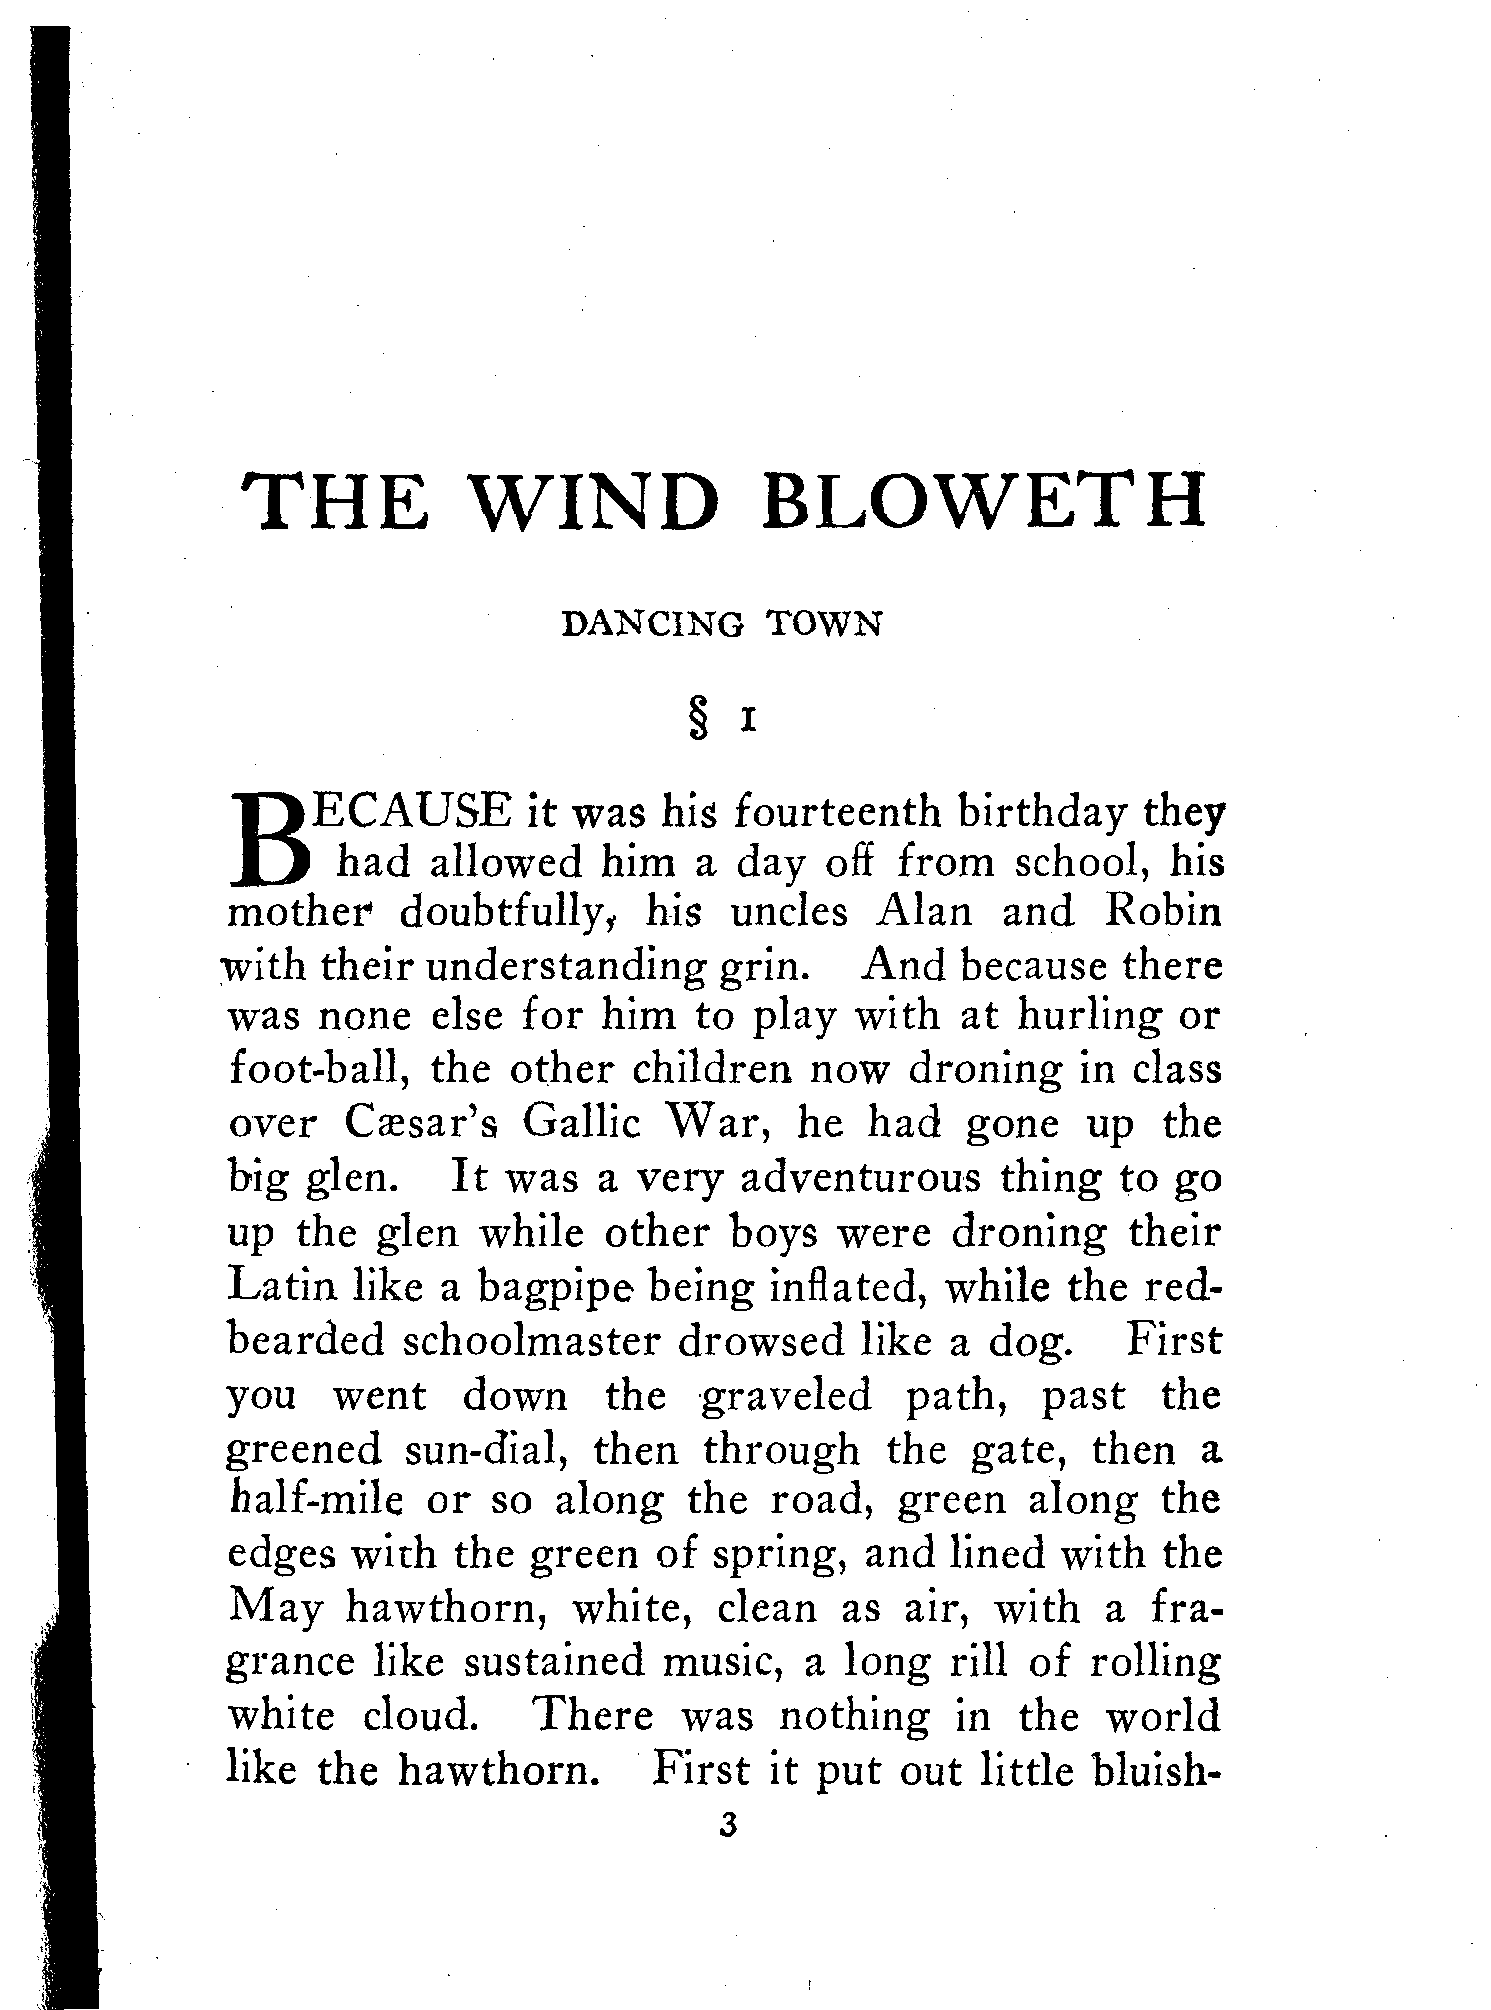 THE WIND BLOWETH
DANCING TOWN
§ 1
BECAUSE it was his fourteenth birthday they
had allowed him a day off from school, his
mother doubtfully, his uncles Alan and Robin
with their understanding grin. And because there
was none else for him to play with at hurling or
foot-ball, the other children now droning in class
over Cæsar's Gallic War, he had gone up the
big glen. It was a very adventurous thing to go
up the glen while other boys were droning their
Latin like a bagpipe being inflated, while the red-
bearded schoolmaster drowsed like a dog. First
you went down the graveled path, past the
greened sun-dial, then through the gate, then a
half-mile or so along the road, green along the
edges with the green of spring, and lined with the
May hawthorn, white, clean as air, with a fra-
grance like sustained music, a long rill of rolling
white cloud. There was nothing in the world
like the hawthorn. First it put out little bluish-
3